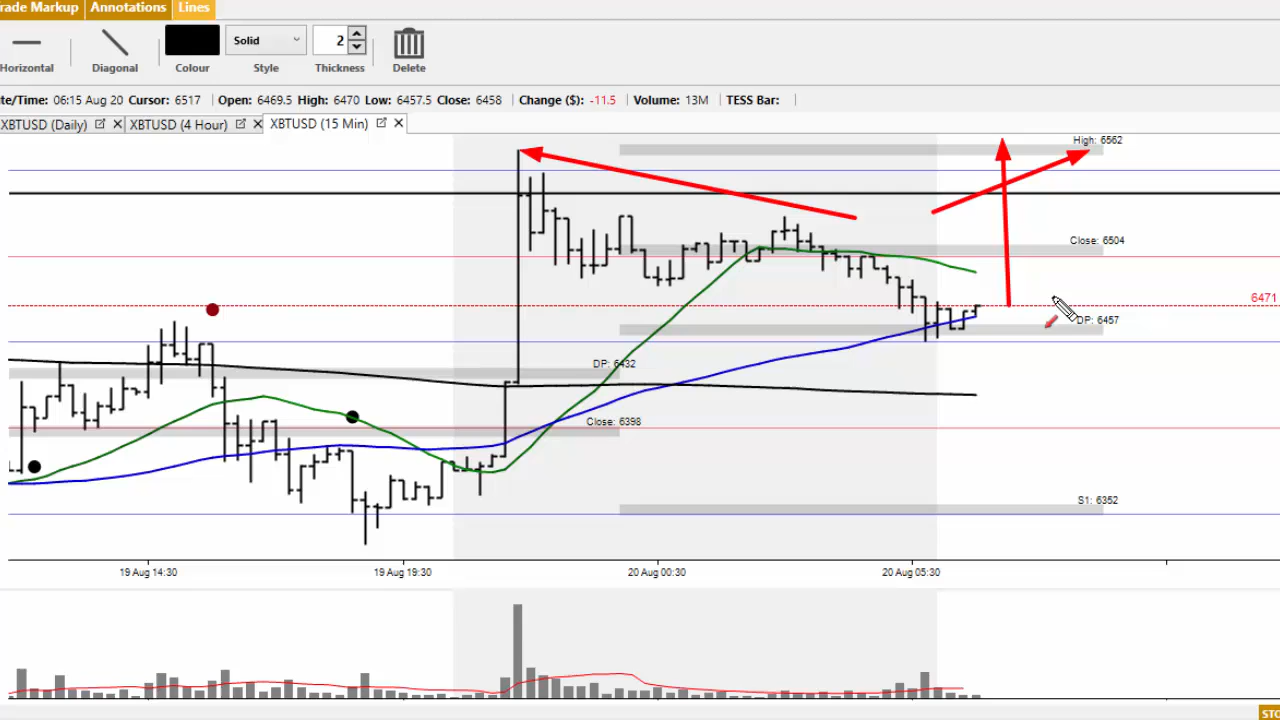 rade Markup Annotations Lines
Horizontal Diagonal Colour Solid Style 2 Thickness Delete
te/Time: 06:15 Aug 20 Cursor: 6517 Open: 6469.5 High: 6470 Low: 6457.5 Close: 6458 Change ($): -11.5 Volume: 13M TESS Bar:
XBTUSD (Daily) XBTUSD (4 Hour) XBTUSD (15 Min)
High: 6562
Close: 6504
6471
DP: 6457
DP: 6432
Close: 6398
S1: 6352
19 Aug 14:30 19 Aug 19:30 20 Aug 00:30 20 Aug 05:30
STO